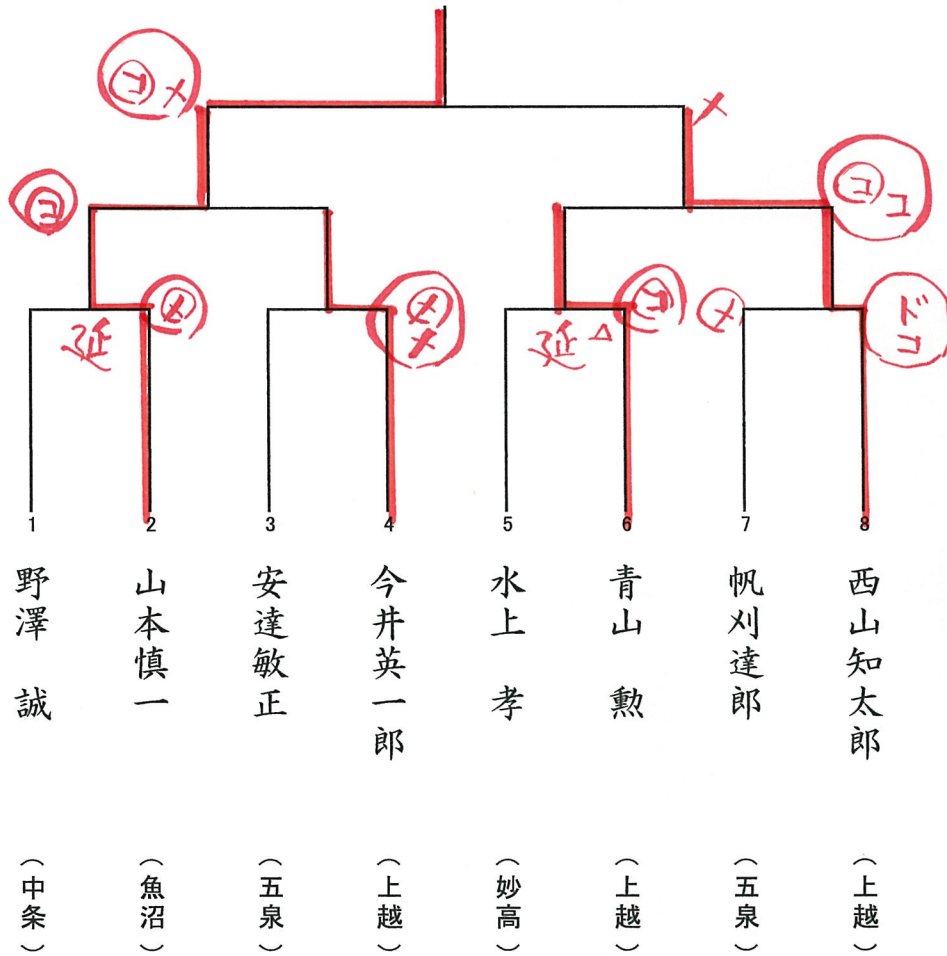 コ メ
メ
コ
コ コ
メ
メ
メ
コ
メ
ド
コ
延
延 △
1 2 3 4 5 6 7 8
野澤 誠
山本慎一
安達敏正
今井英一郎
水上 孝
青山 勲
帆刈達郎
西山知太郎
（中条）
（魚沼）
（五泉）
（上越）
（妙高）
（上越）
（五泉）
（上越）